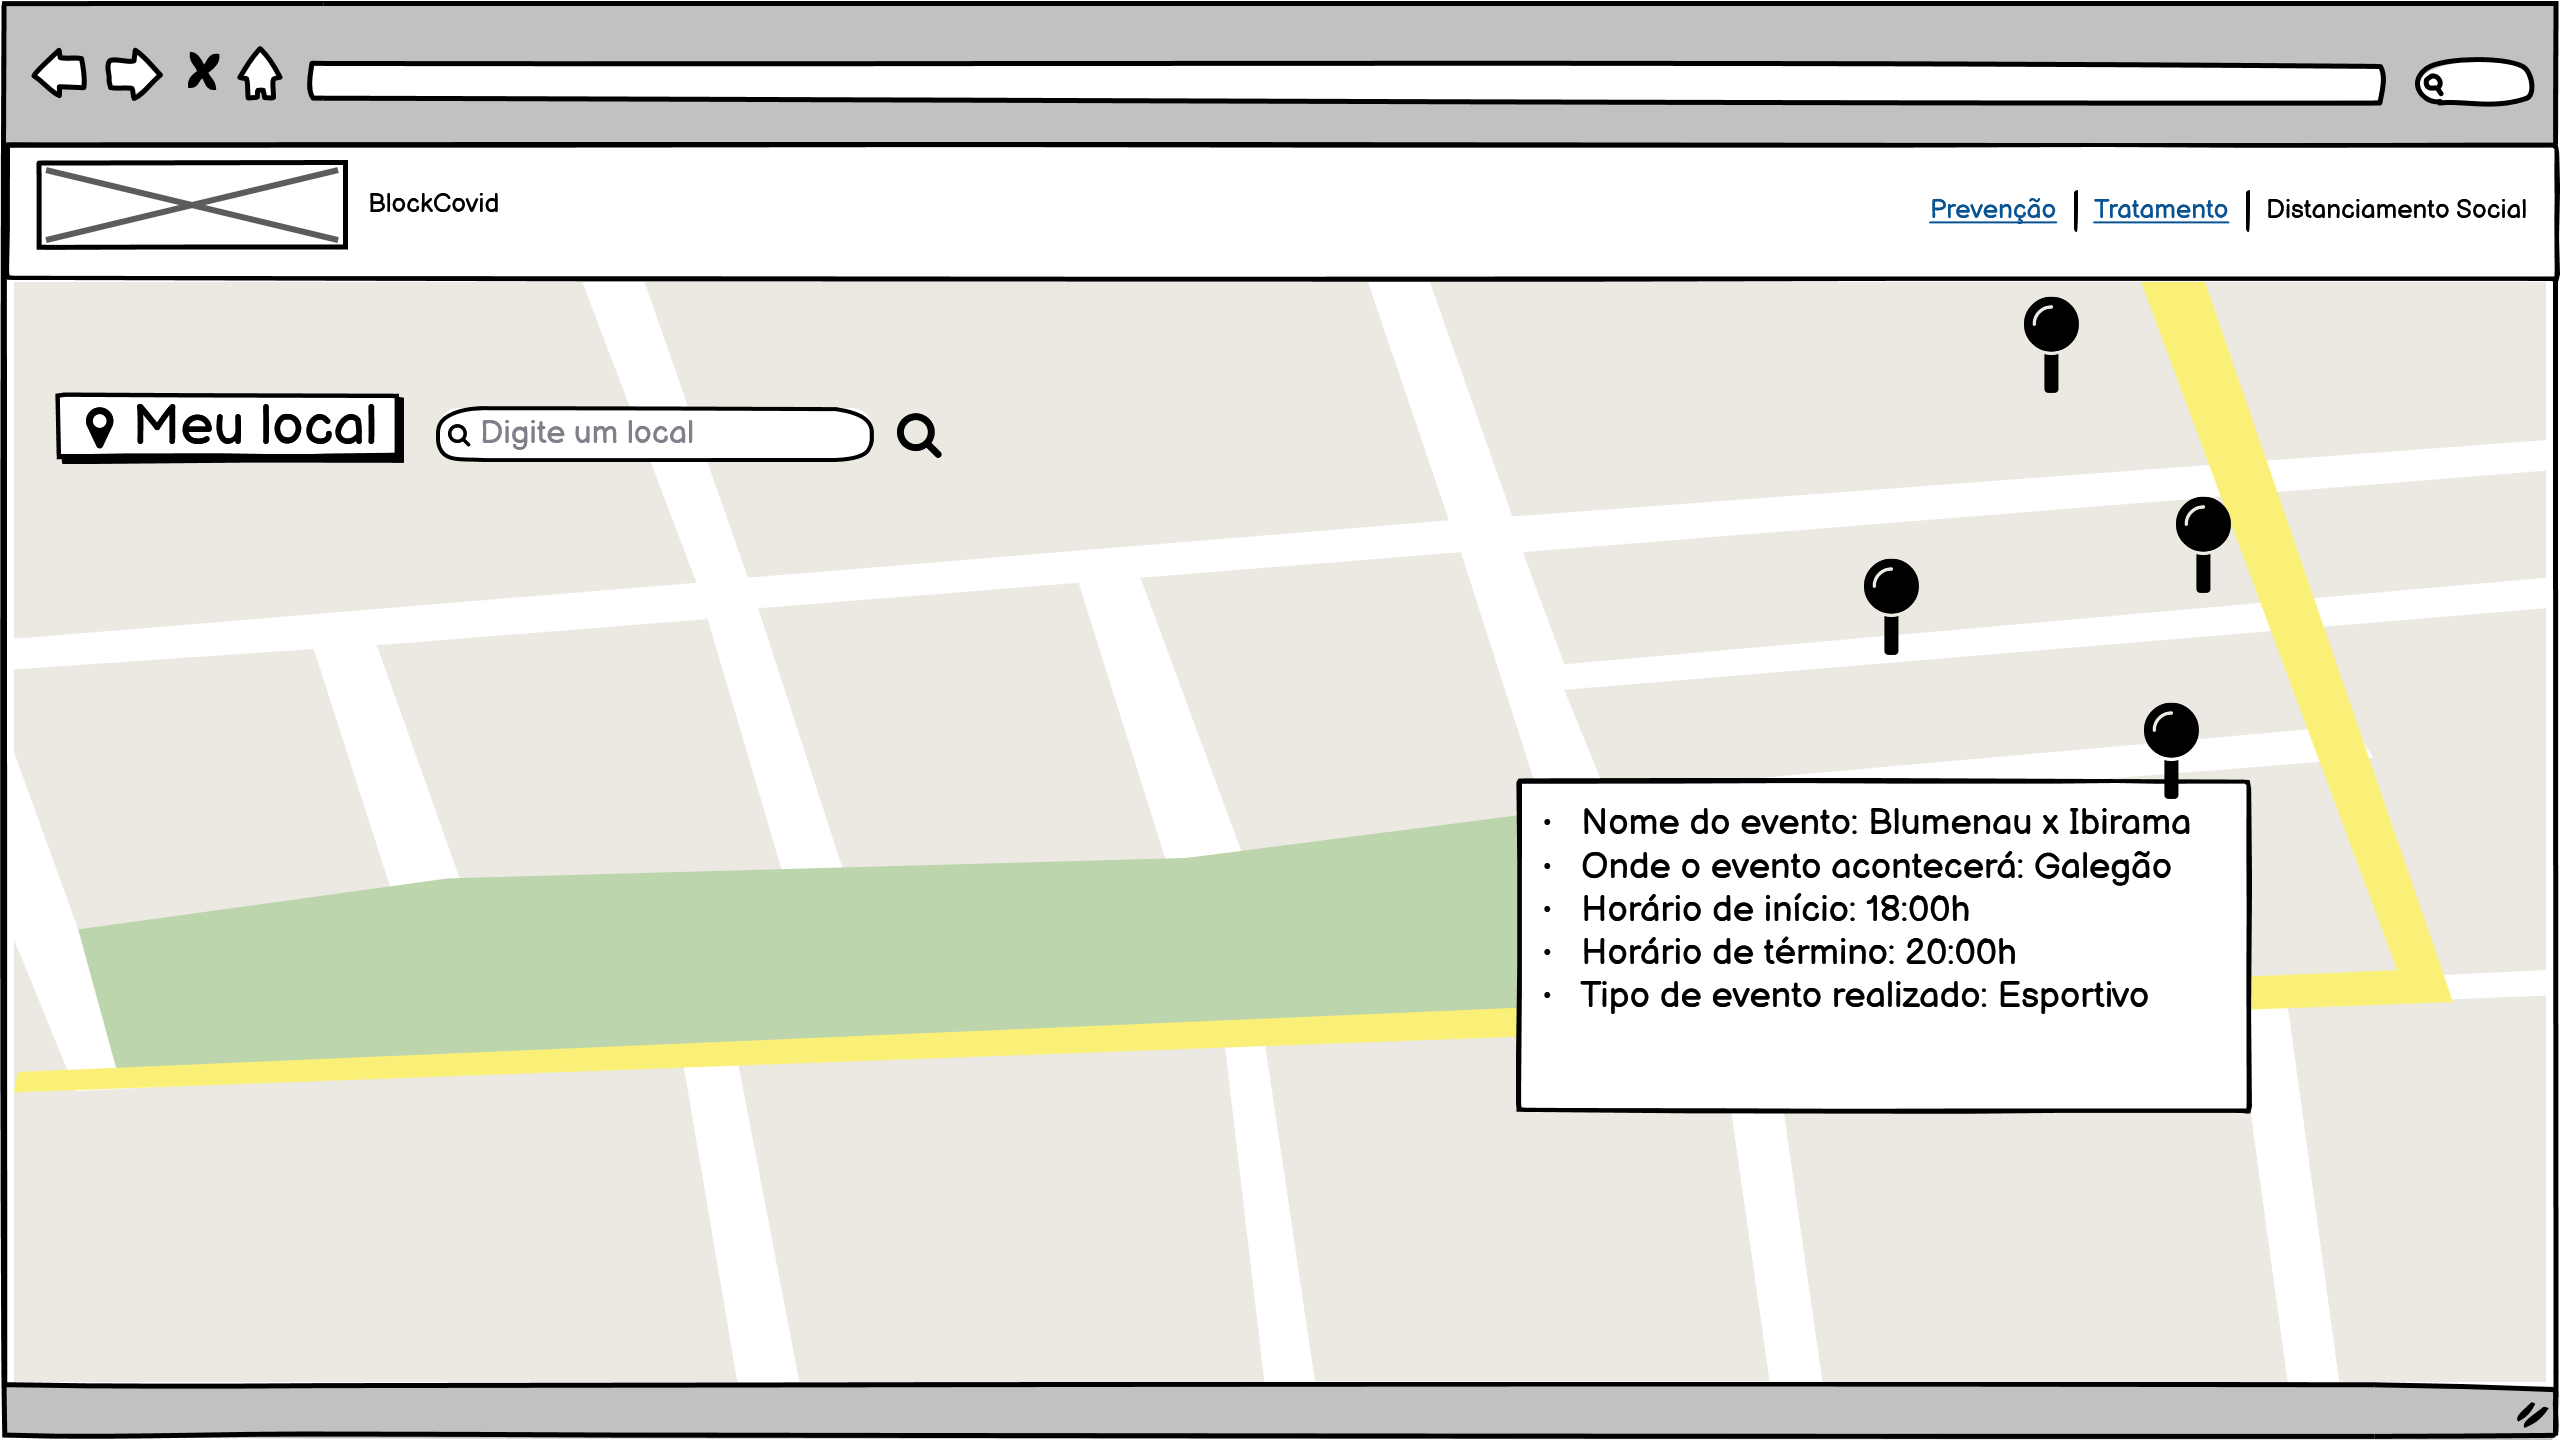 BlockCovid
Prevenção | Tratamento | Distanciamento Social
Meu local
Digite um local
• Nome do evento: Blumenau x Ibirama
• Onde o evento acontecerá: Galegão
• Horário de início: 18:00h
• Horário de término: 20:00h
• Tipo de evento realizado: Esportivo